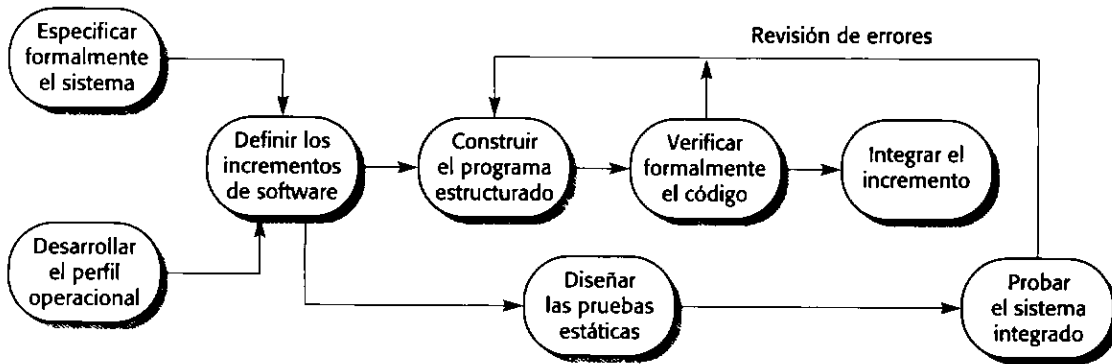 Especificar
formalmente
el sistema
Revisión de errores
Definir los
incrementos
de software
Construir
el programa
estructurado
Verificar
formalmente
el código
Integrar el
incremento
Desarrollar
el perfil
operacional
Diseñar
las pruebas
estáticas
Probar
el sistema
integrado